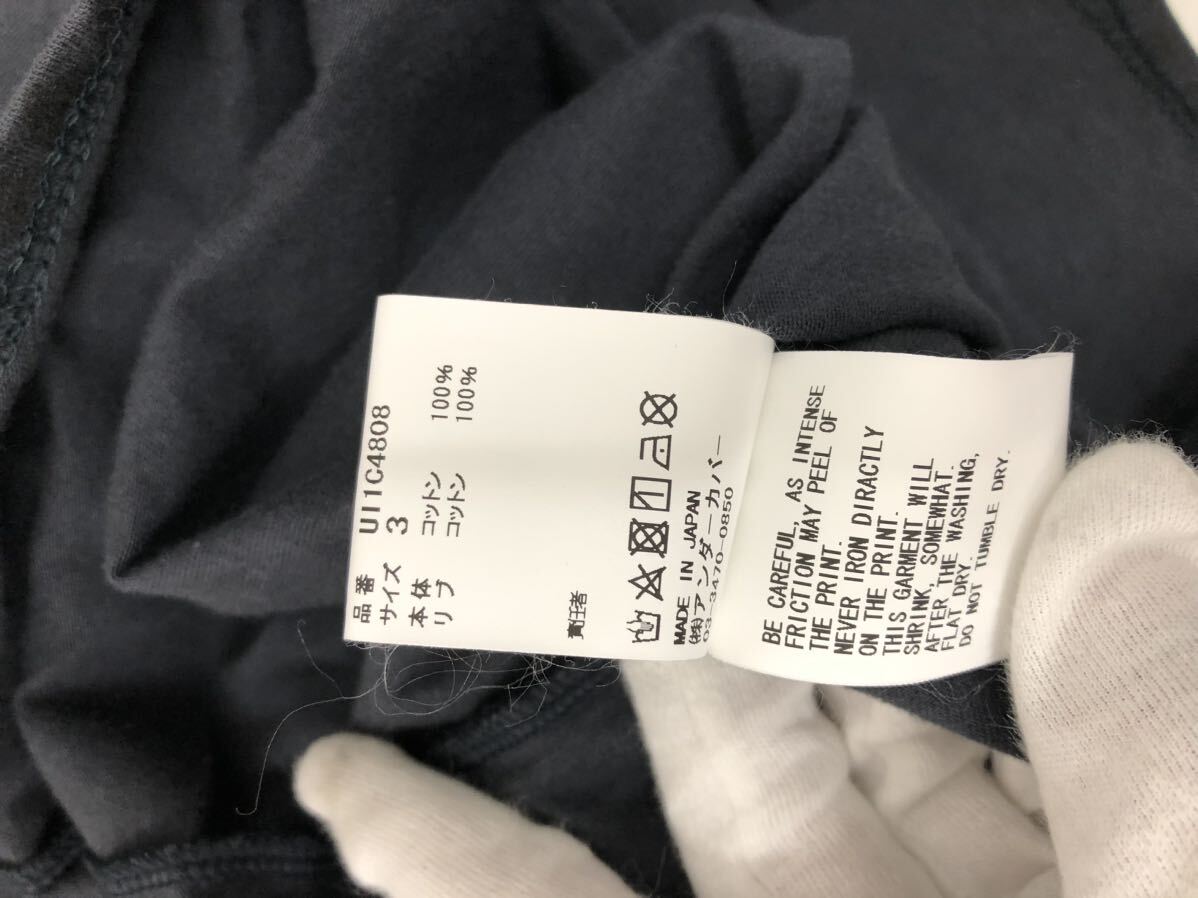 品番 UI1C4808
サイズ 3
本体 コットン 100%
リブ コットン 100%
責任者
MADE IN JAPAN
(株)アンダーカバー
03-3470-0850
BE CAREFUL, AS INTENSE
FRICTION MAY PEEL OF
THE PRINT.
NEVER IRON DIRACTLY
ON THE PRINT.
THIS GARMENT WILL
SHRINK, SOMEWHAT.
AFTER THE WASHING,
FLAT DRY.
DO NOT TUMBLE DRY.